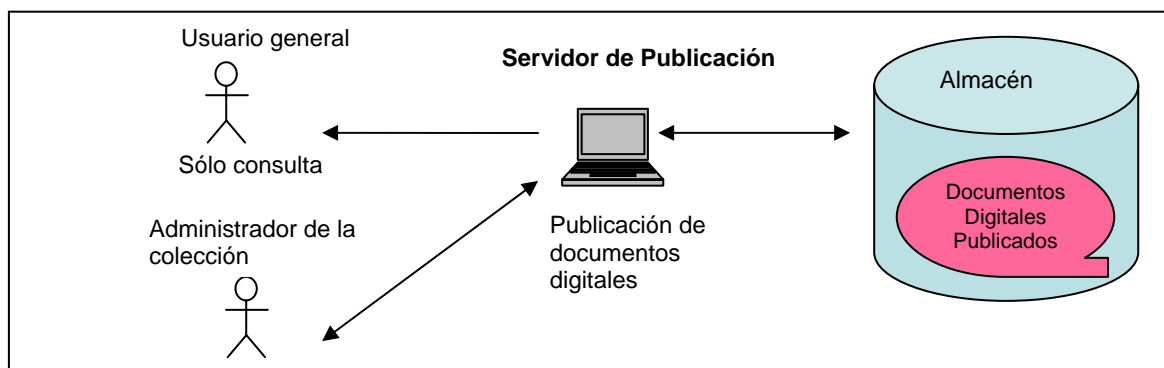 Usuario general
Servidor de Publicación
Almacén
Sólo consulta
Documentos
Digitales
Publicados
Administrador de la
colección
Publicación de
documentos
digitales